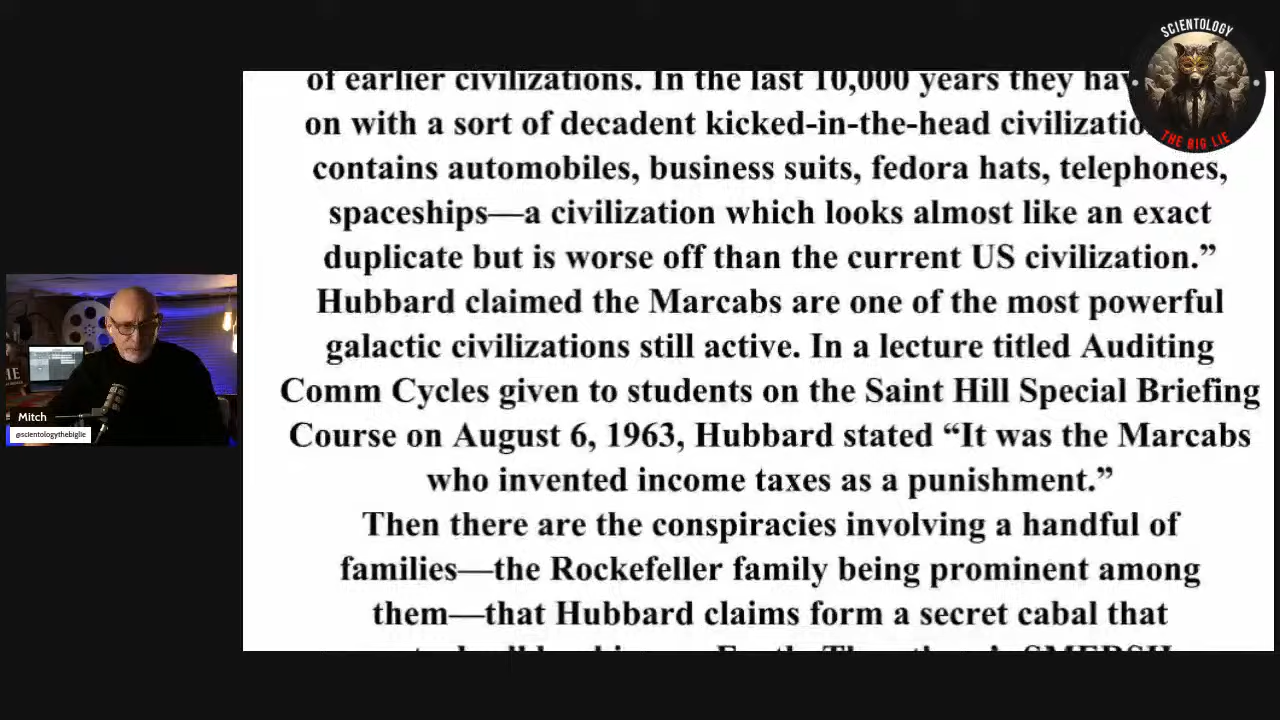 SCIENTOLOGY
THE BIG LIE
of earlier civilizations. In the last 10,000 years they
on with a sort of decadent kicked-in-the-head
contains automobiles, business suits, fedora hats, telephones,
spaceships—a civilization which looks almost like an exact
duplicate but is worse off than the current US civilization.”
Hubbard claimed the Marcabs are one of the most powerful
galactic civilizations still active. In a lecture titled Auditing
Comm Cycles given to students on the Saint Hill Special Briefing
Course on August 6, 1963, Hubbard stated “It was the Marcabs
who invented income taxes as a punishment.”
Then there are the conspiracies involving a handful of
families—the Rockefeller family being prominent among
them—that Hubbard claims form a secret cabal that
Mitch
@scientologythebiglie